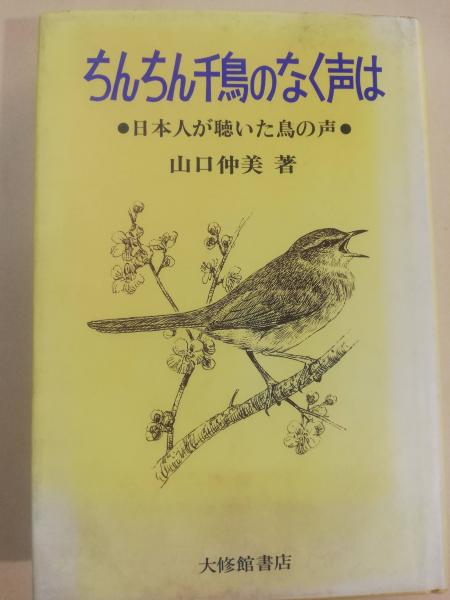 ちんちん千鳥のなく声は
●日本人が聴いた鳥の声●
山口仲美 著
大修館書店